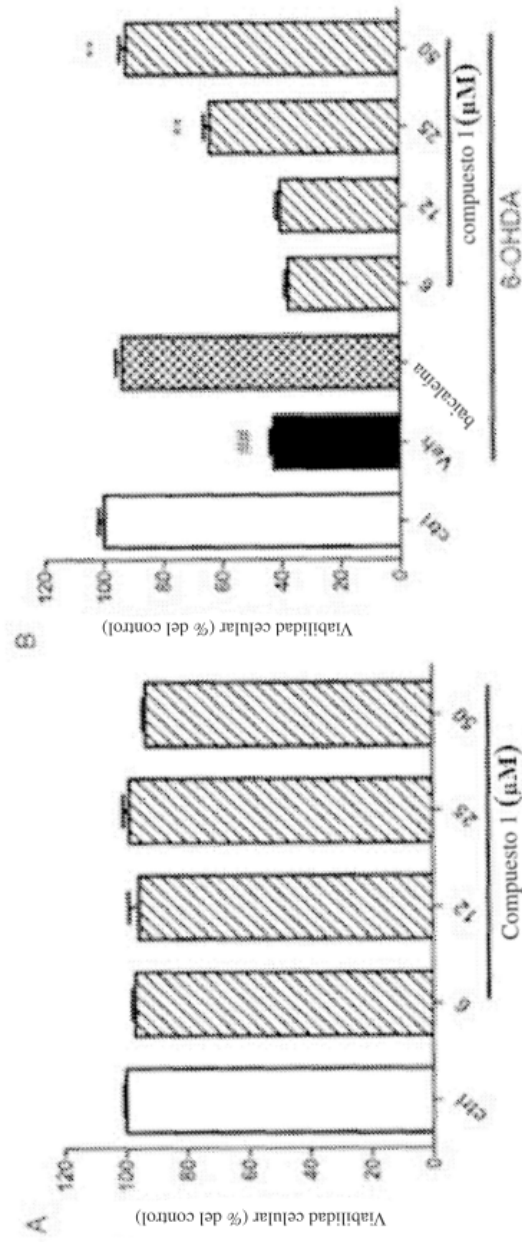 A
Viabilidad celular (% del control)
120
100
80
60
40
20
0
ctrl
6
12
25
50
Compuesto 1 (µM)
B
Viabilidad celular (% del control)
120
100
80
60
40
20
0
ctrl
Veh
baicaleína
6
12
25
50
##
**
**
compuesto 1 (µM)
6-OHDA